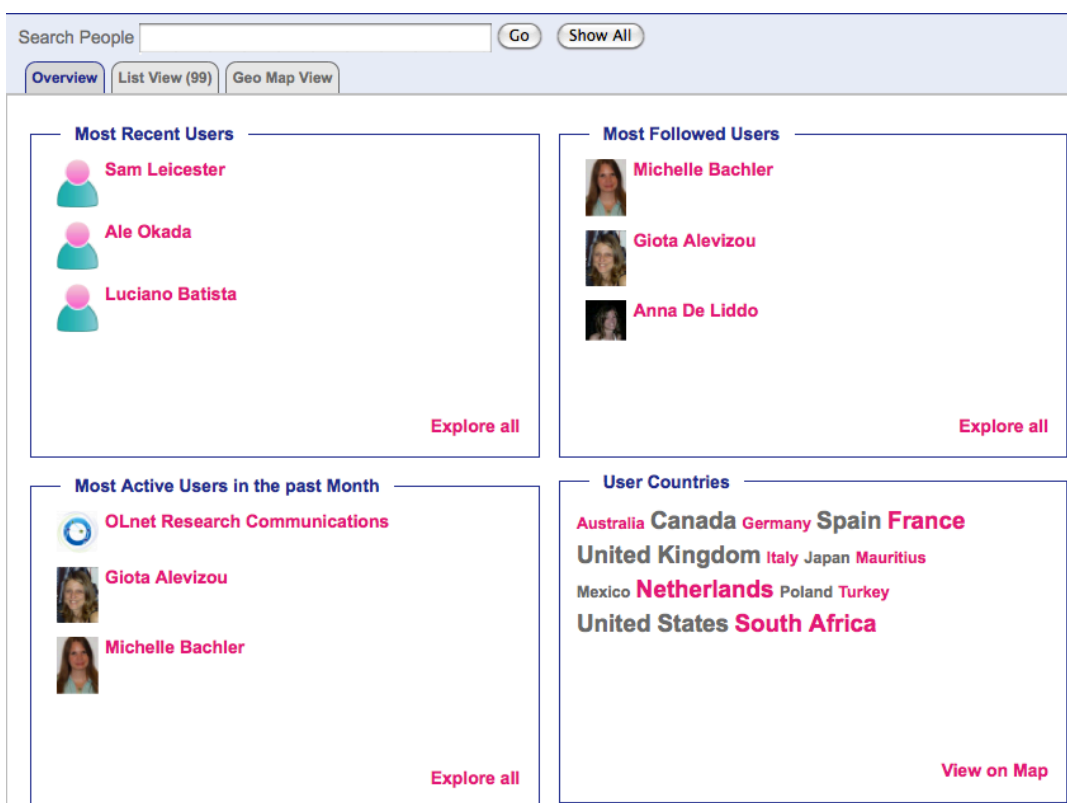 Search People Go Show All
Overview List View (99) Geo Map View
Most Recent Users
Sam Leicester
Ale Okada
Luciano Batista
Explore all
Most Followed Users
Michelle Bachler
Giota Alevizou
Anna De Liddo
Explore all
Most Active Users in the past Month
OLnet Research Communications
Giota Alevizou
Michelle Bachler
Explore all
User Countries
Australia Canada Germany Spain France
United Kingdom Italy Japan Mauritius
Mexico Netherlands Poland Turkey
United States South Africa
View on Map